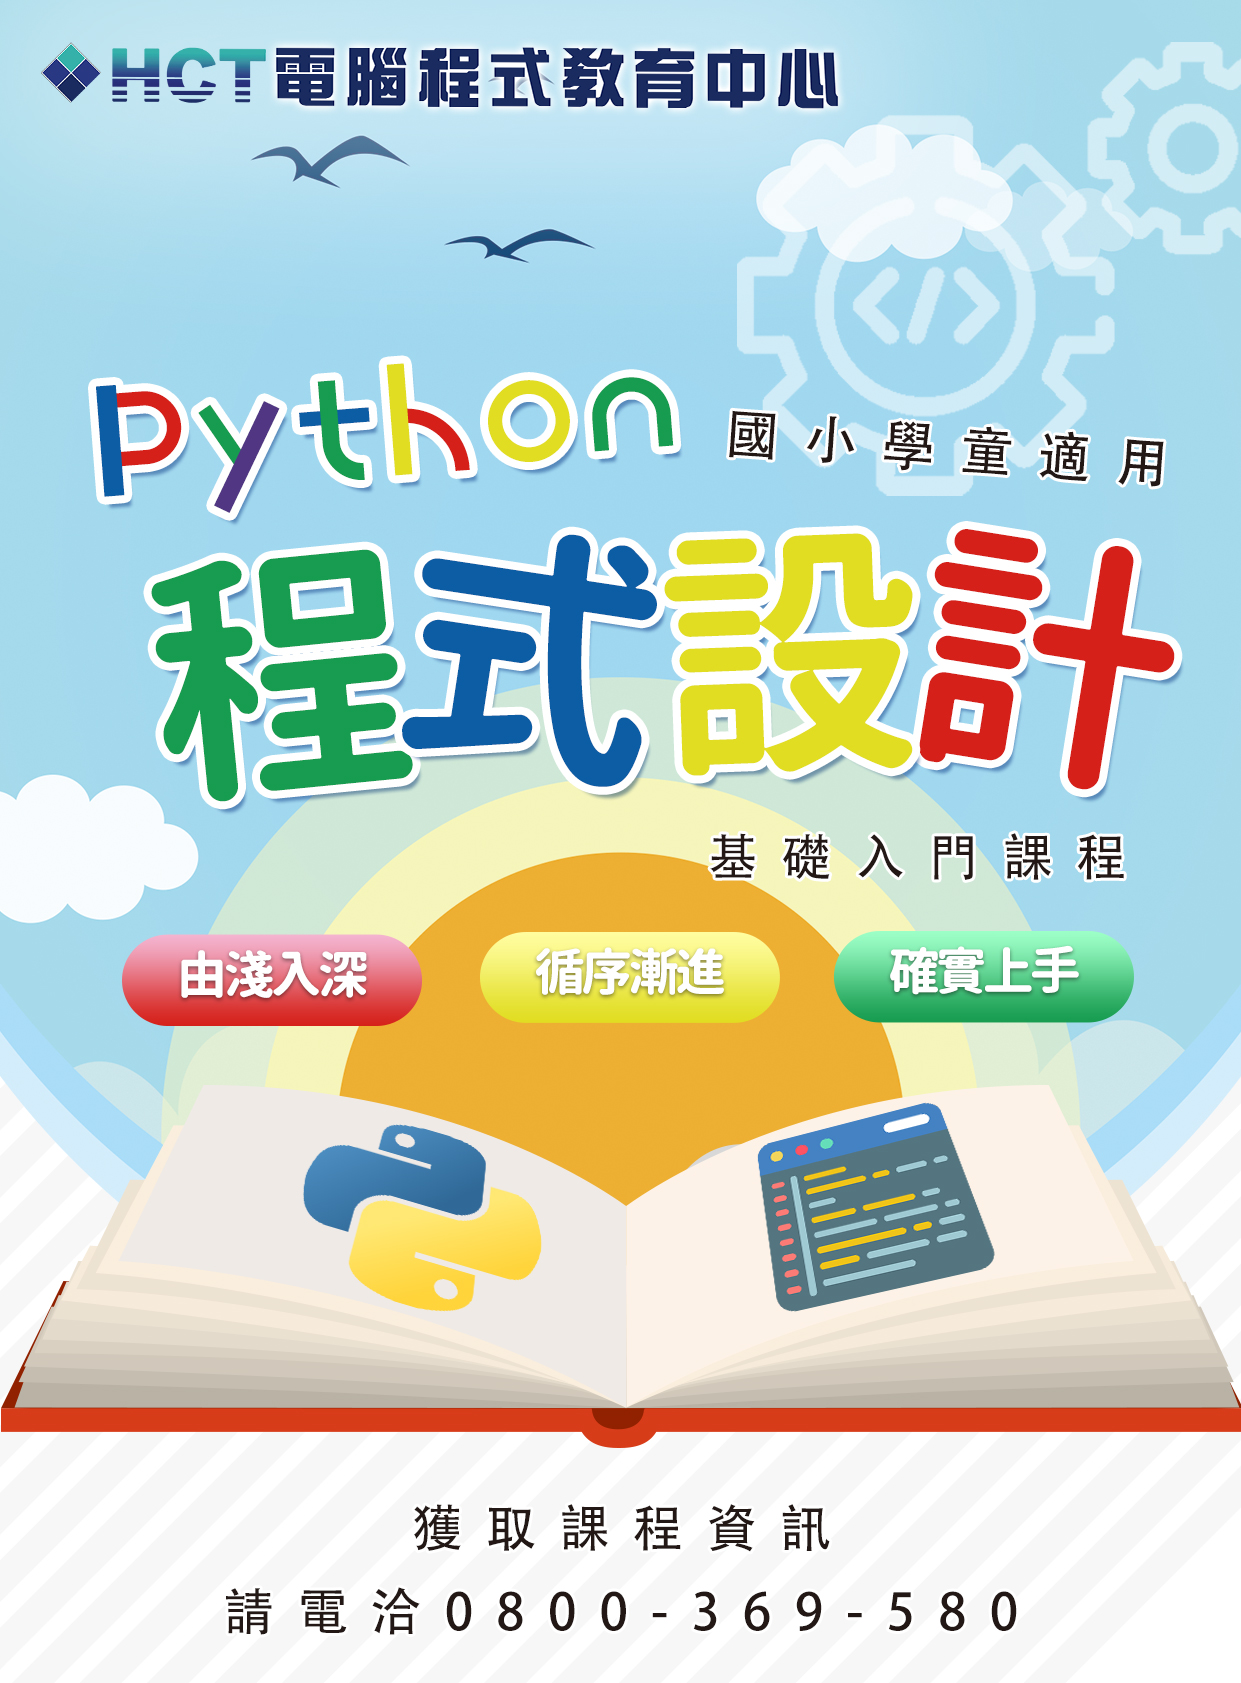 HCT電腦程式教育中心
Python 國小學童適用
程式設計
基礎入門課程
由淺入深 循序漸進 確實上手
獲取課程資訊
請電洽0800-369-580